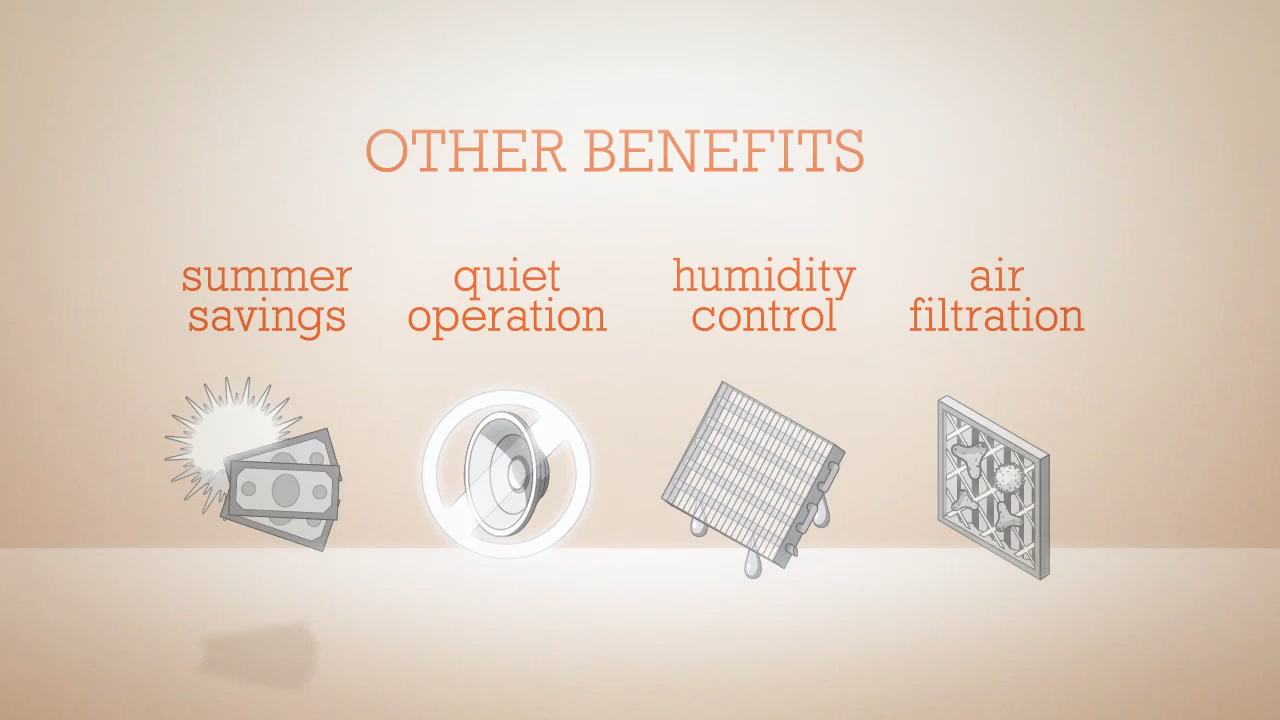 OTHER BENEFITS
summer
savings
quiet
operation
humidity
control
air
filtration